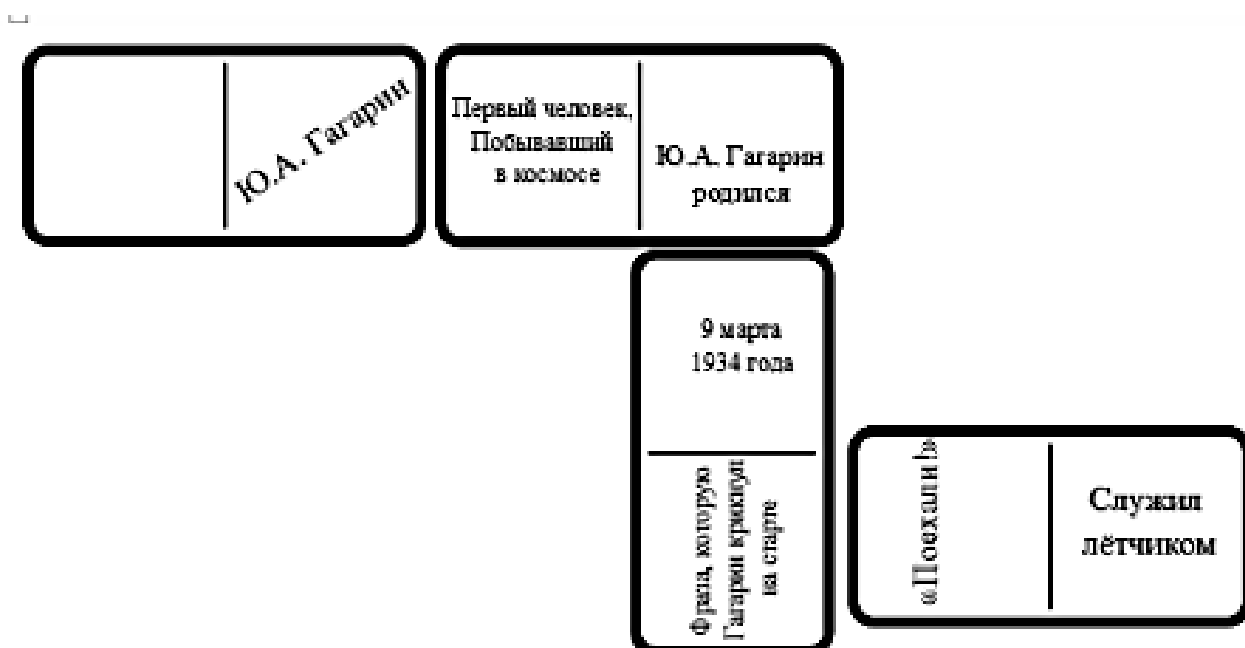 Ю.А. Гагарин
Первый человек,
Побывавший
в космосе
Ю.А. Гагарин
родился
9 марта
1934 года
Фраза, которую
Гагарин крикнул
на старте
«Поехали!»
Служил
лётчиком